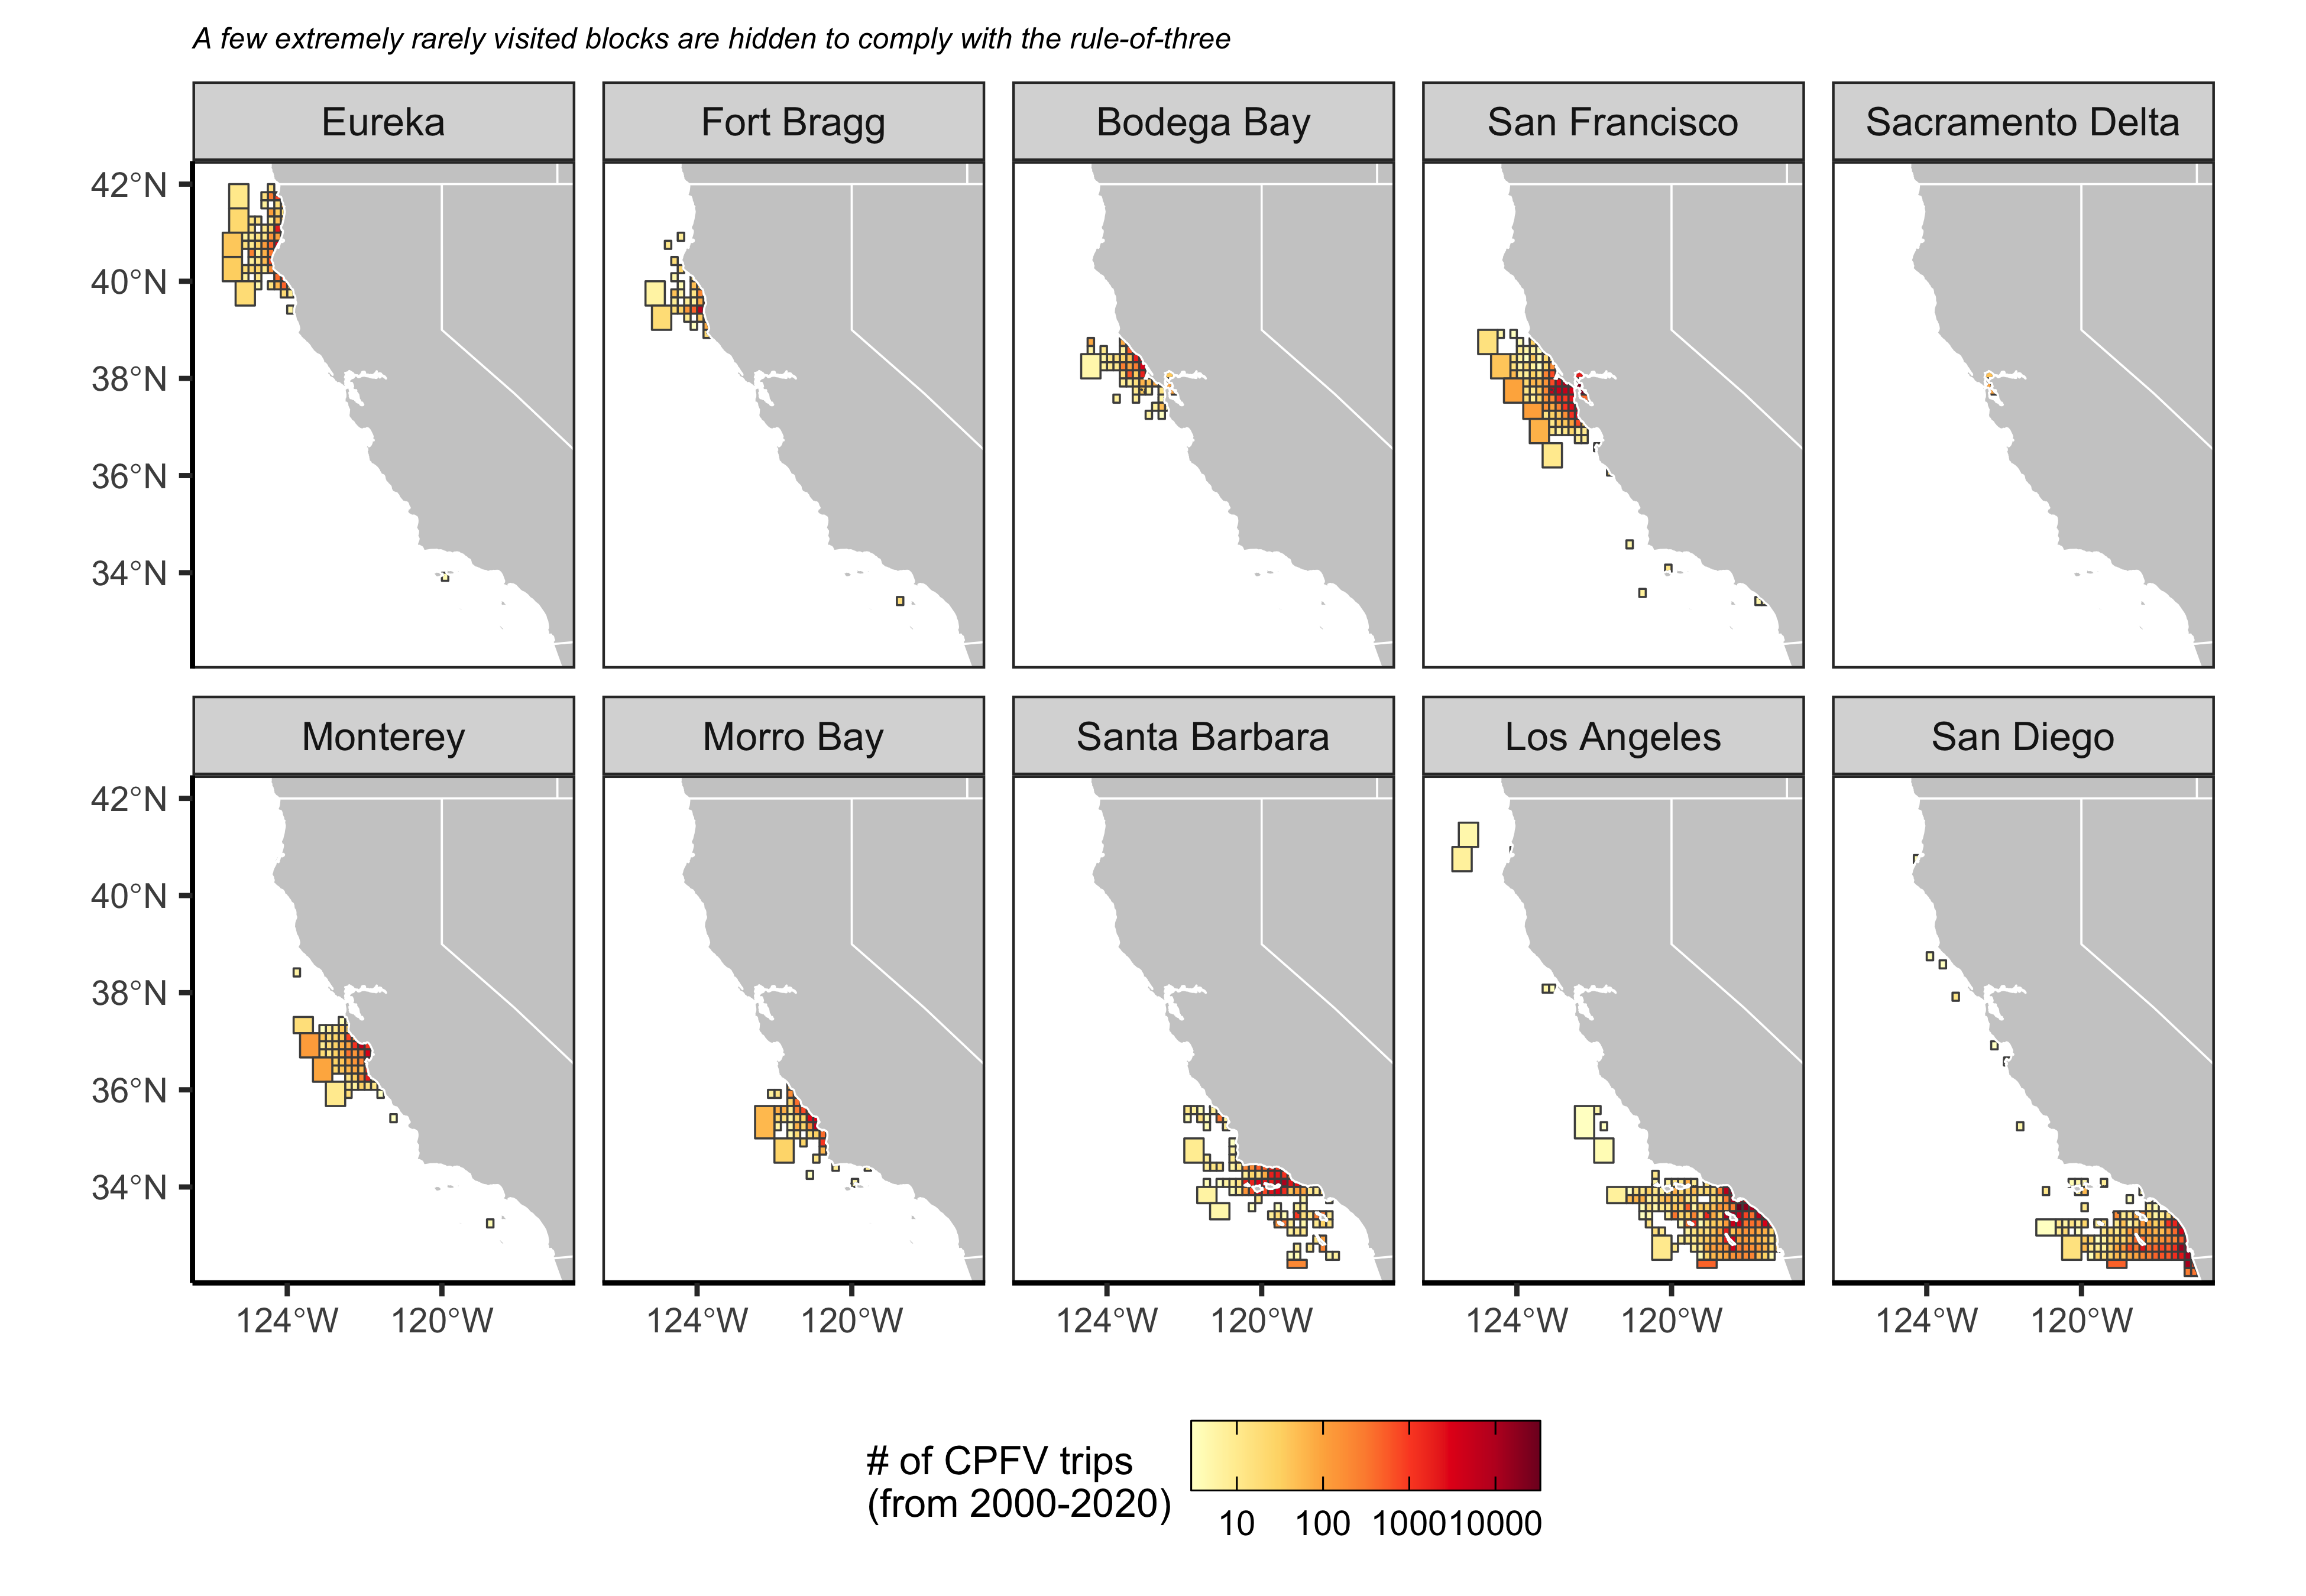 A few extremely rarely visited blocks are hidden to comply with the rule-of-three
Eureka
Fort Bragg
Bodega Bay
San Francisco
Sacramento Delta
42°N
40°N
38°N
36°N
34°N
Monterey
Morro Bay
Santa Barbara
Los Angeles
San Diego
42°N
40°N
38°N
36°N
34°N
124°W 120°W
124°W 120°W
124°W 120°W
124°W 120°W
124°W 120°W
# of CPFV trips
(from 2000-2020)
10 100 1000 10000